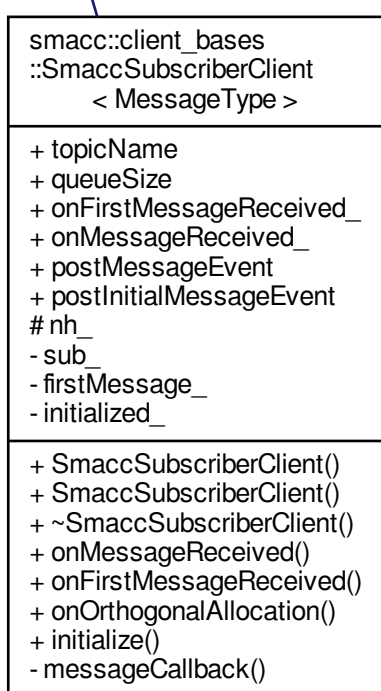 smacc::client_bases
::SmaccSubscriberClient
< MessageType >
+ topicName
+ queueSize
+ onFirstMessageReceived_
+ onMessageReceived_
+ postMessageEvent
+ postInitialMessageEvent
# nh_
- sub_
- firstMessage_
- initialized_
+ SmaccSubscriberClient()
+ SmaccSubscriberClient()
+ ~SmaccSubscriberClient()
+ onMessageReceived()
+ onFirstMessageReceived()
+ onOrthogonalAllocation()
+ initialize()
- messageCallback()